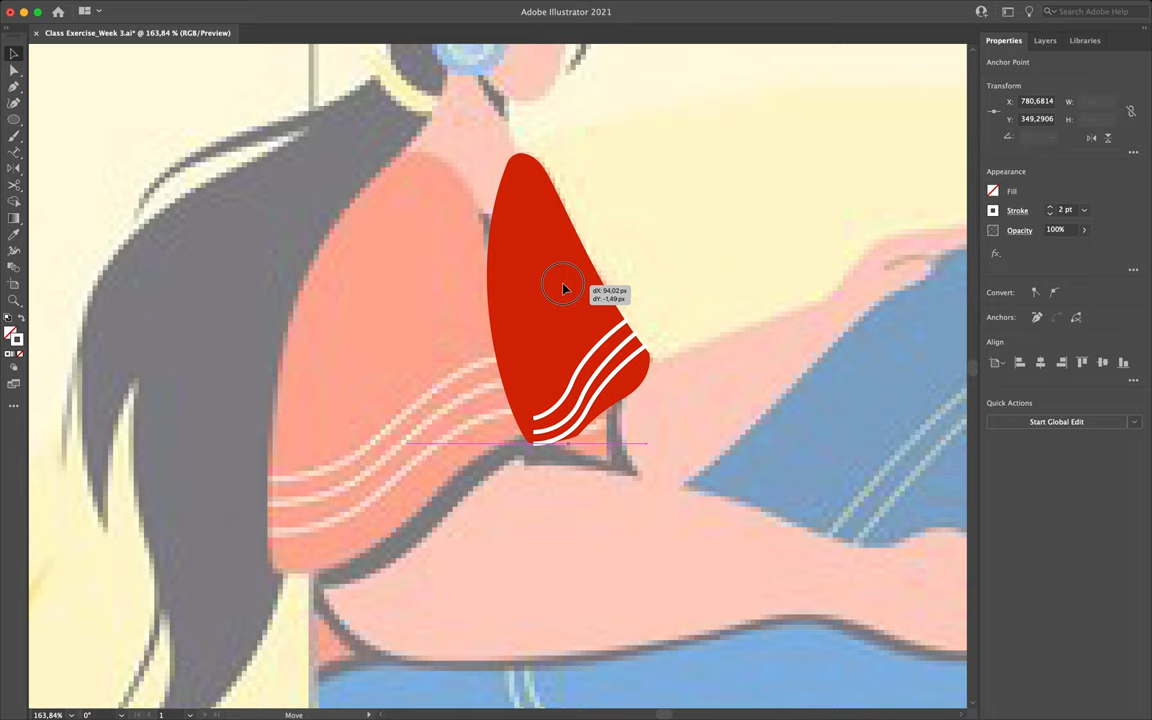 Adobe Illustrator 2021
Search Adobe Help
× Class Exercise_Week 3.ai* @ 163,84 % (RGB/Preview)
Properties Layers Libraries
Anchor Point
Transform
X: 780,6814 W:
Y: 349,2906 H:
Appearance
Fill
Stroke 2 pt
Opacity 100%
fx.
dX: 94,02 px
dY: -1,49 px
Convert:
Anchors:
Align
Quick Actions
Start Global Edit
163,84% 0° 1 Move